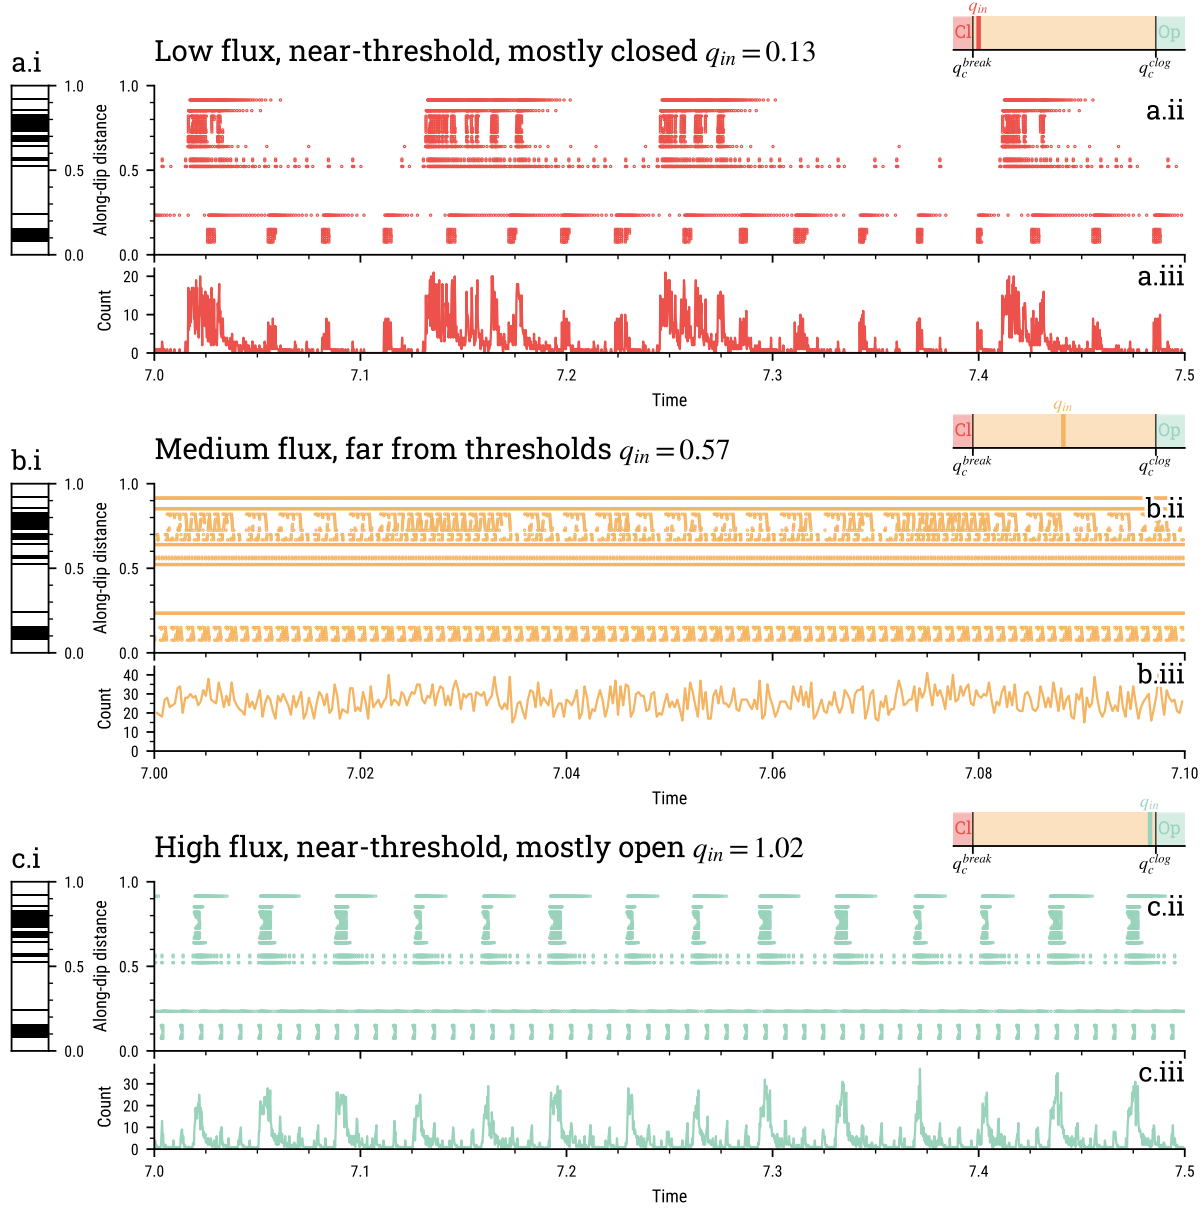 q_in
Low flux, near-threshold, mostly closed q_in = 0.13
Cl
Op
q_c^break
q_c^clog
a.i
a.ii
1.0
0.5
0.0
Along-dip distance
1.0
0.5
0.0
a.iii
20
10
0
Count
7.0
7.1
7.2
7.3
7.4
7.5
Time
q_in
Medium flux, far from thresholds q_in = 0.57
Cl
Op
q_c^break
q_c^clog
b.i
b.ii
1.0
0.5
0.0
Along-dip distance
1.0
0.5
0.0
b.iii
40
30
20
10
0
Count
7.00
7.02
7.04
7.06
7.08
7.10
Time
q_in
High flux, near-threshold, mostly open q_in = 1.02
Cl
Op
q_c^break
q_c^clog
c.i
c.ii
1.0
0.5
0.0
Along-dip distance
1.0
0.5
0.0
c.iii
30
20
10
0
Count
7.0
7.1
7.2
7.3
7.4
7.5
Time